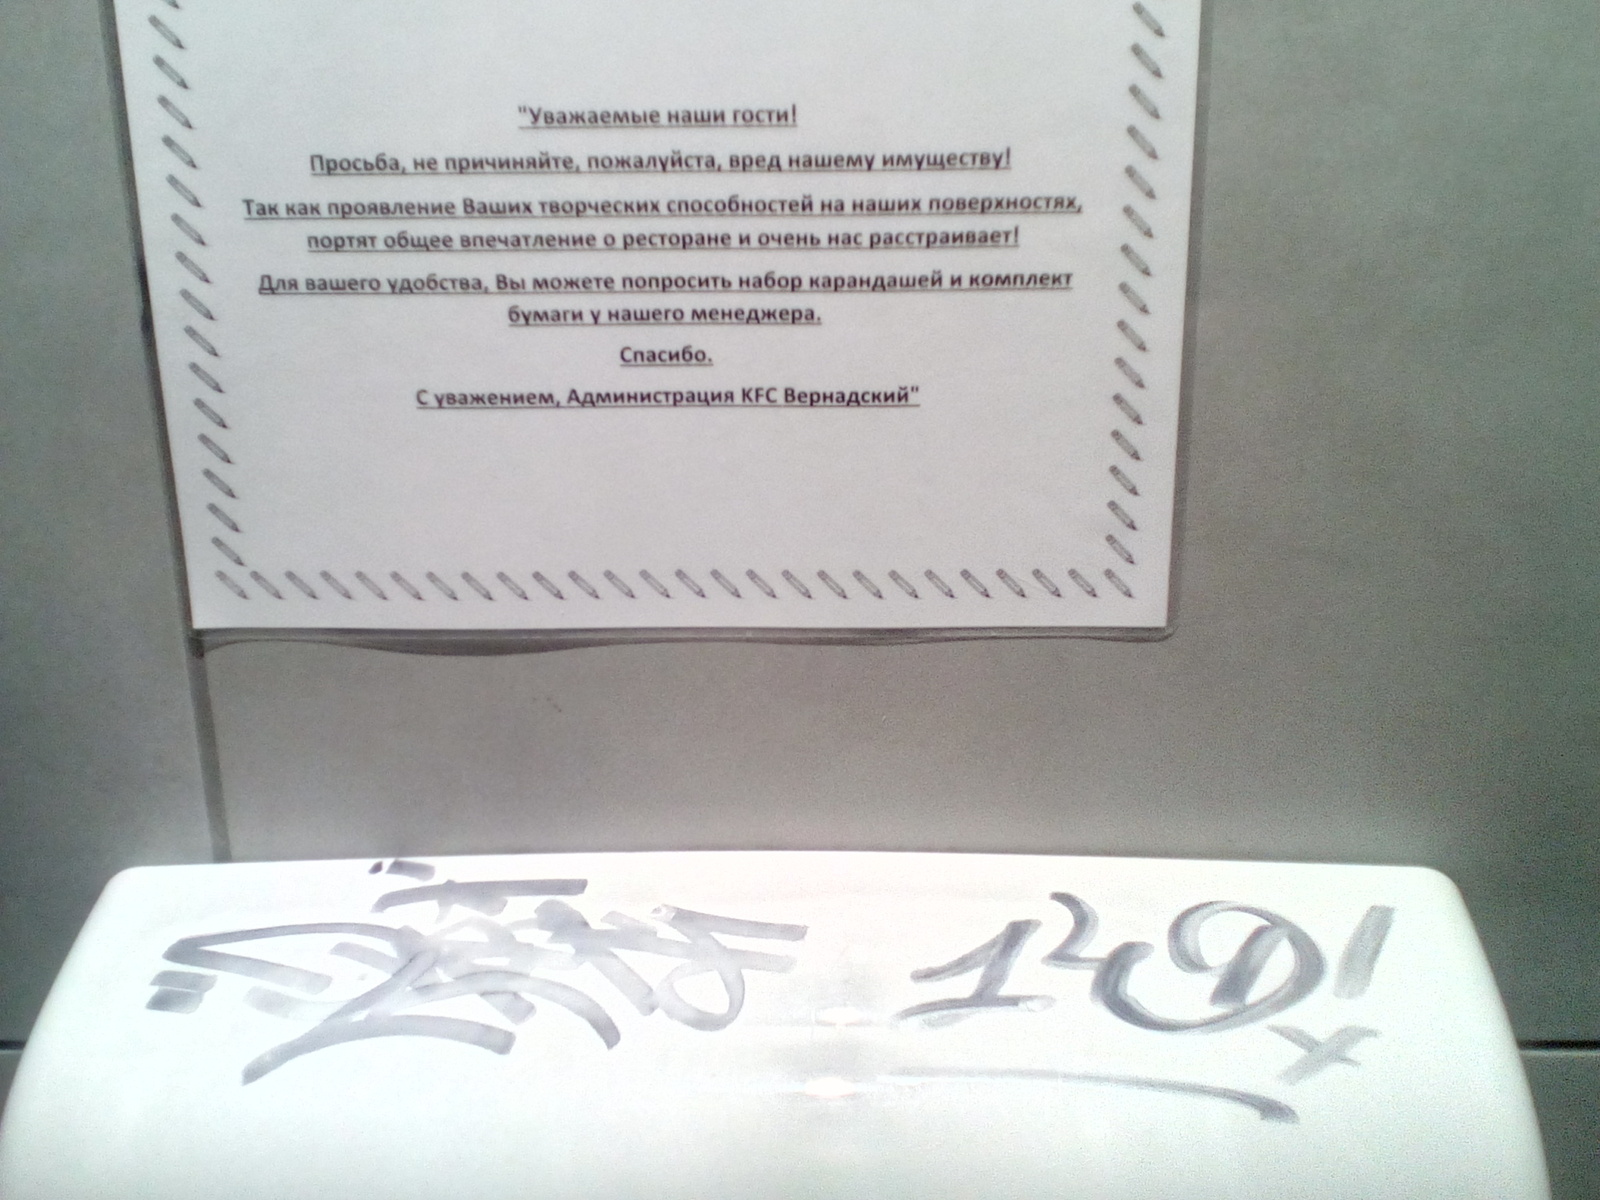 "Уважаемые наши гости!
Просьба, не причиняйте, пожалуйста, вред нашему имуществу!
Так как проявление Ваших творческих способностей на наших поверхностях,
портят общее впечатление о ресторане и очень нас расстраивает!
Для вашего удобства, Вы можете попросить набор карандашей и комплект
бумаги у нашего менеджера.
Спасибо.
С уважением, Администрация KFC Вернадский"